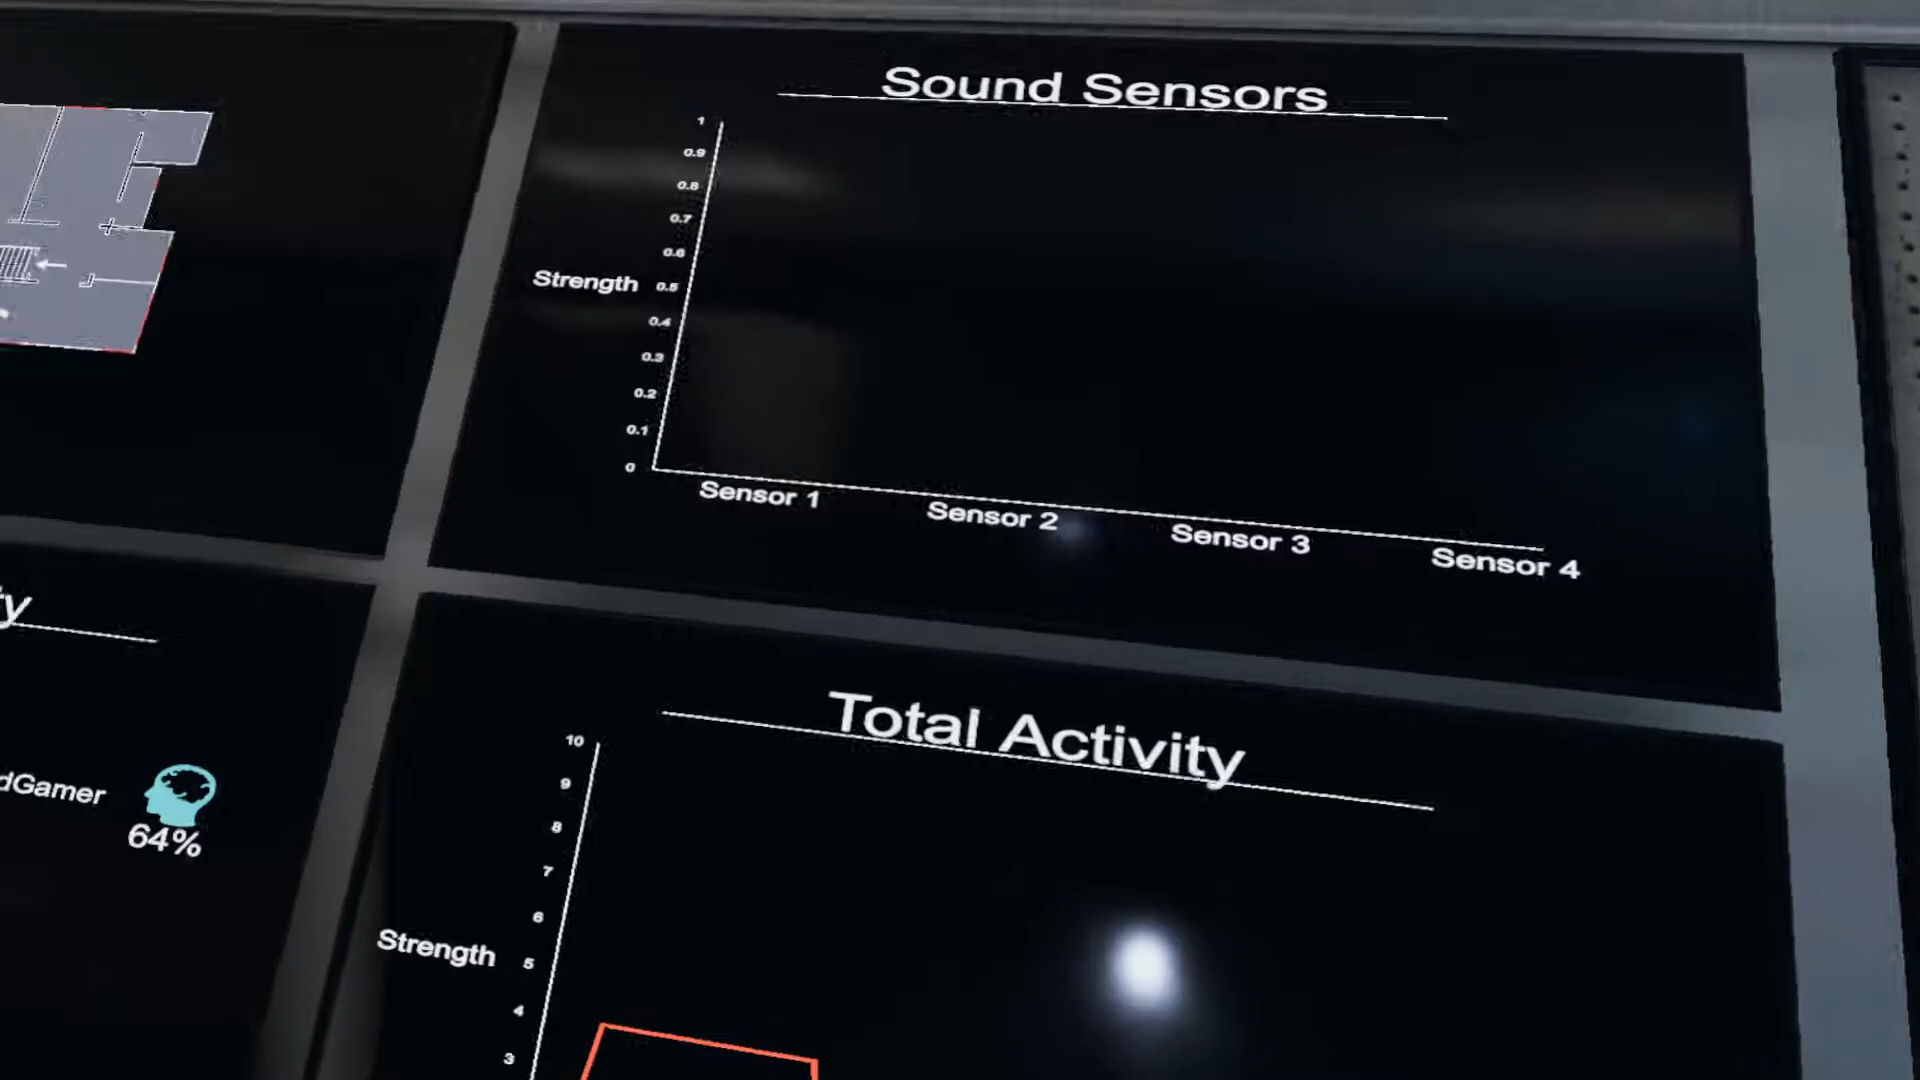 Sound Sensors
1
0.9
0.8
0.7
0.6
Strength 0.5
0.4
0.3
0.2
0.1
0
Sensor 1 Sensor 2 Sensor 3 Sensor 4
ty
dGamer
64%
Total Activity
10
9
8
7
6
Strength 5
4
3